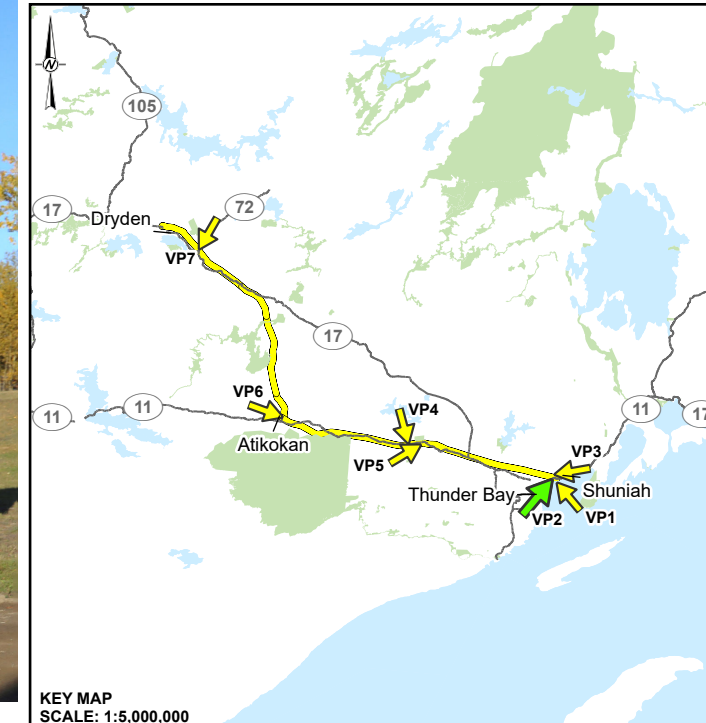 N
105
17
72
Dryden
VP7
17
VP6
VP4
11
11
11
17
Atikokan
VP5
VP3
Thunder Bay
Shuniah
VP2
VP1
KEY MAP
SCALE: 1:5,000,000